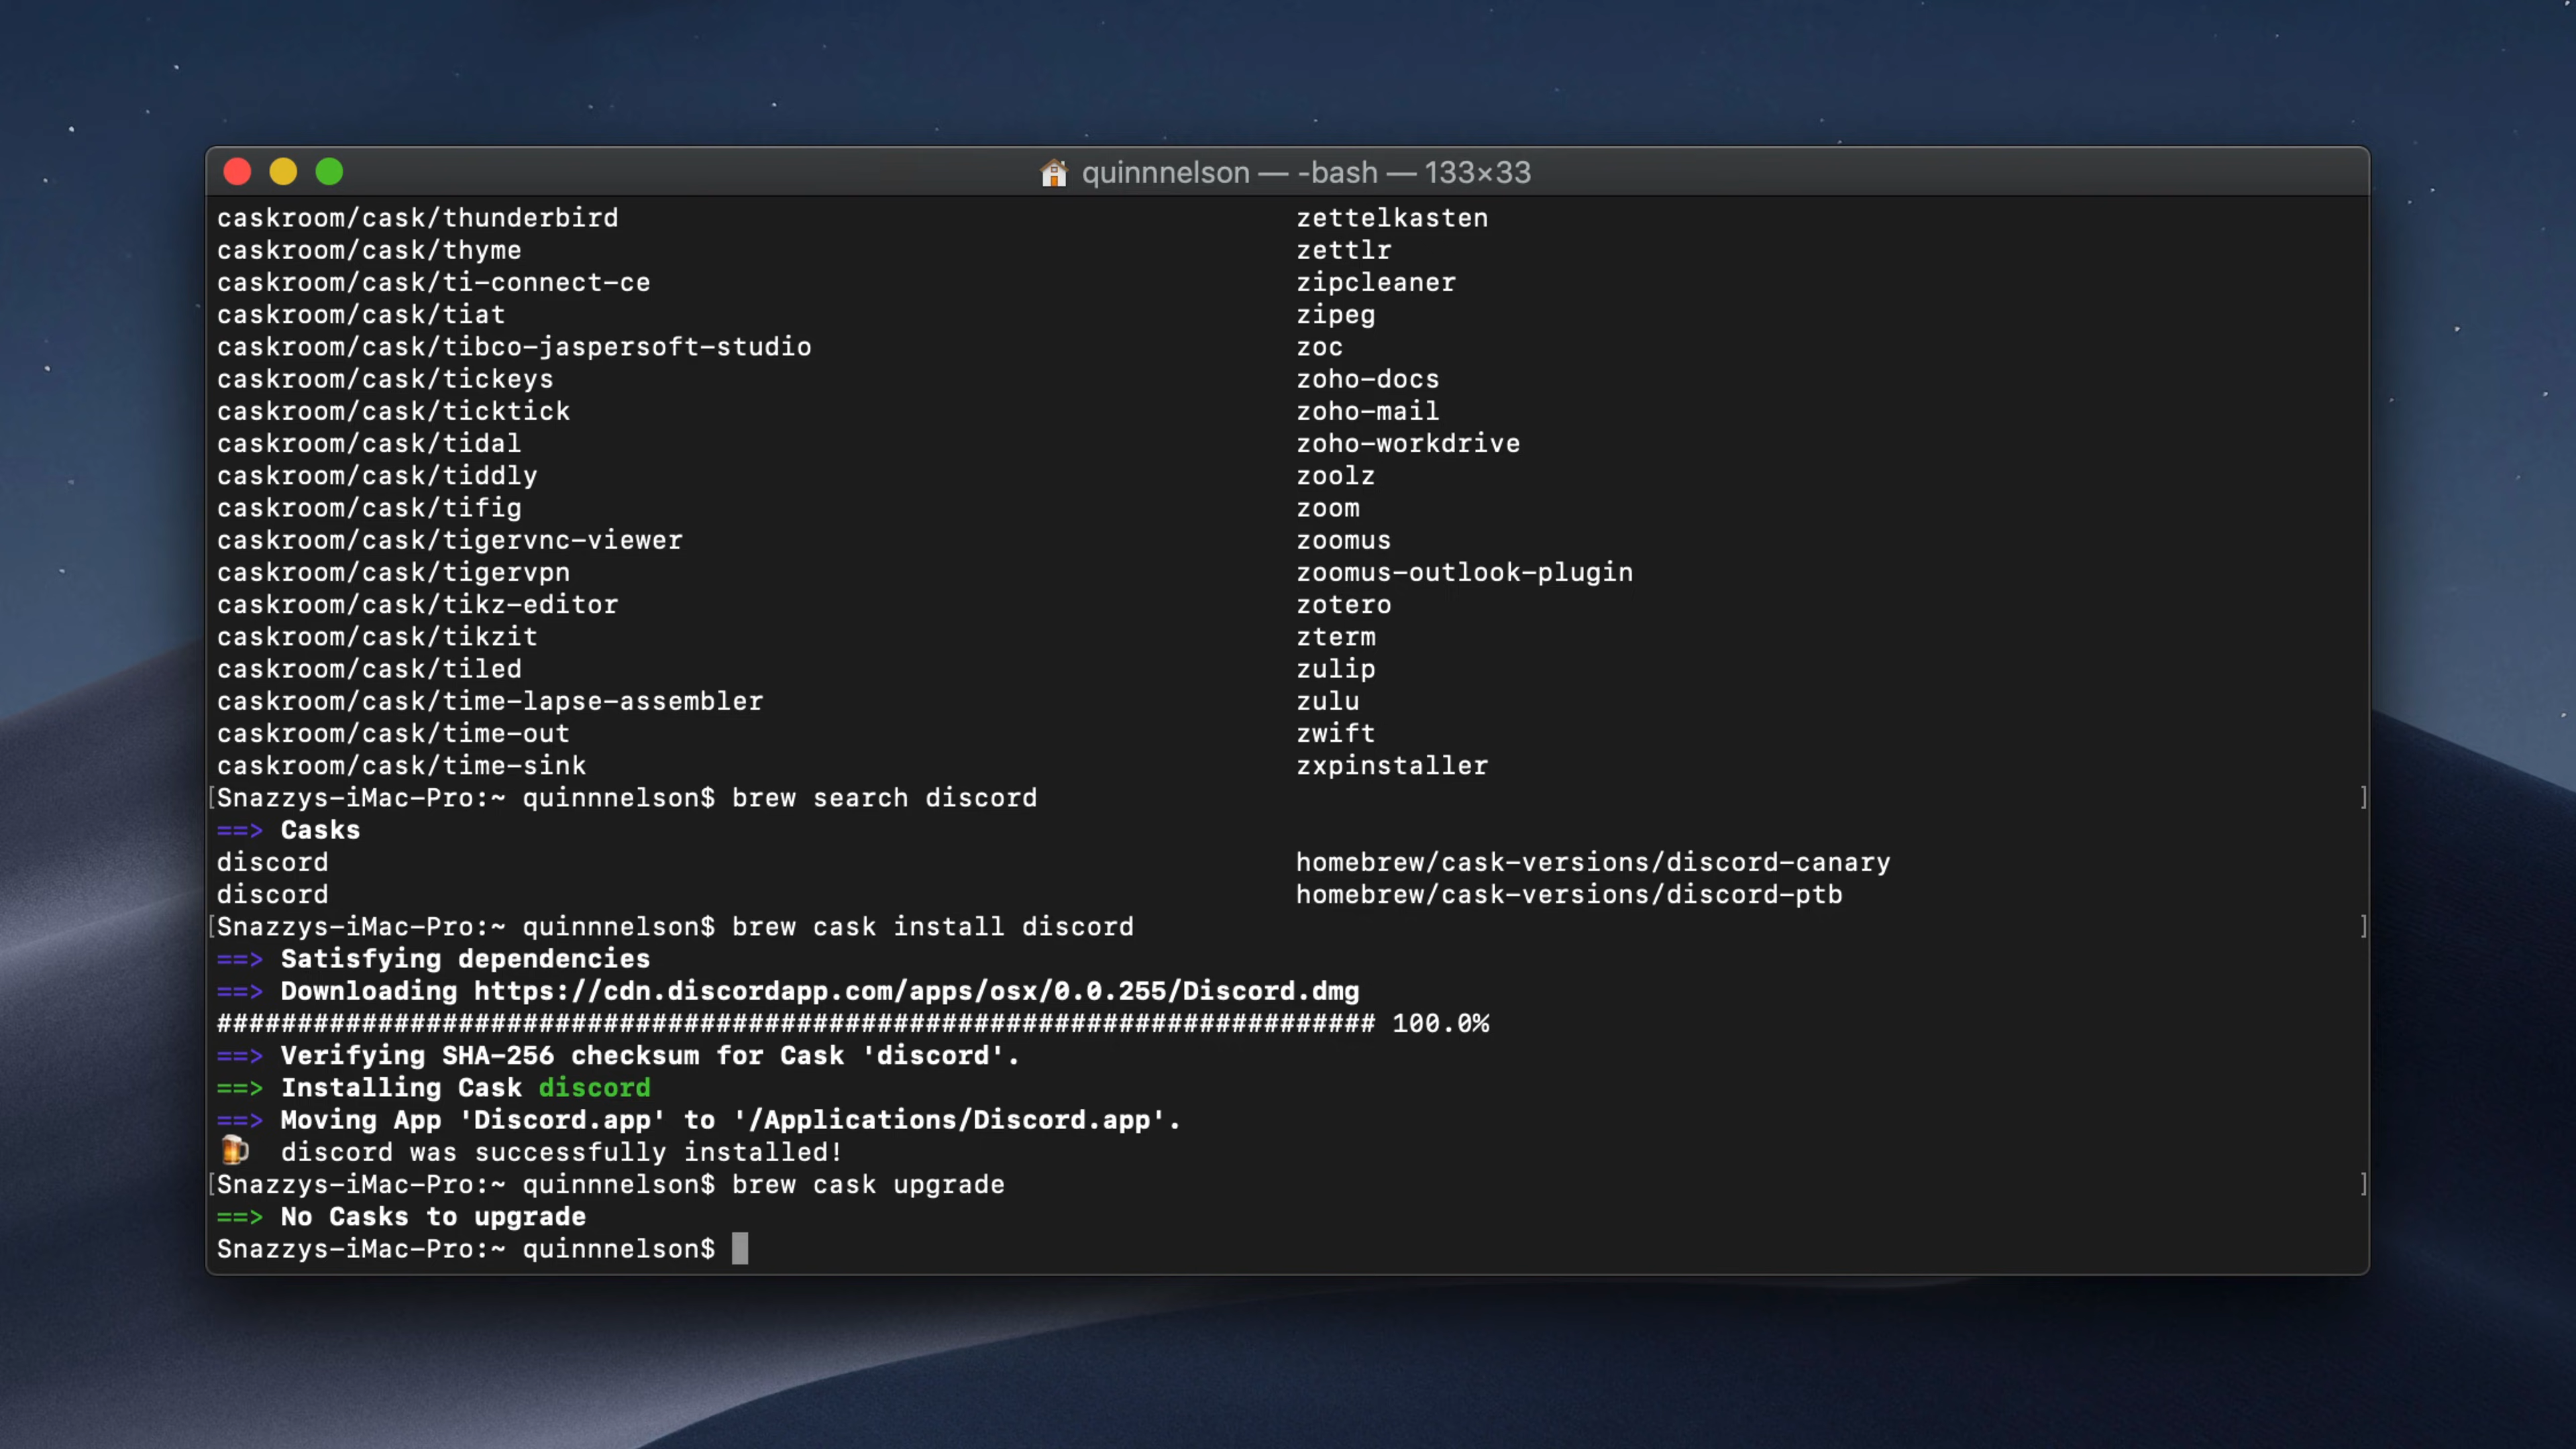 quinnnelson — -bash — 133×33
caskroom/cask/thunderbird zettelkasten
caskroom/cask/thyme zettlr
caskroom/cask/ti-connect-ce zipcleaner
caskroom/cask/tiat zipeg
caskroom/cask/tibco-jaspersoft-studio zoc
caskroom/cask/tickeys zoho-docs
caskroom/cask/ticktick zoho-mail
caskroom/cask/tidal zoho-workdrive
caskroom/cask/tiddly zoolz
caskroom/cask/tifig zoom
caskroom/cask/tigervnc-viewer zoomus
caskroom/cask/tigervpn zoomus-outlook-plugin
caskroom/cask/tikz-editor zotero
caskroom/cask/tikzit zterm
caskroom/cask/tiled zulip
caskroom/cask/time-lapse-assembler zulu
caskroom/cask/time-out zwift
caskroom/cask/time-sink zxpinstaller
[Snazzys-iMac-Pro:~ quinnnelson$ brew search discord ]
==> Casks
discord homebrew/cask-versions/discord-canary
discord homebrew/cask-versions/discord-ptb
[Snazzys-iMac-Pro:~ quinnnelson$ brew cask install discord ]
==> Satisfying dependencies
==> Downloading https://cdn.discordapp.com/apps/osx/0.0.255/Discord.dmg
######################################################################## 100.0%
==> Verifying SHA-256 checksum for Cask 'discord'.
==> Installing Cask discord
==> Moving App 'Discord.app' to '/Applications/Discord.app'.
🍺 discord was successfully installed!
[Snazzys-iMac-Pro:~ quinnnelson$ brew cask upgrade ]
==> No Casks to upgrade
Snazzys-iMac-Pro:~ quinnnelson$